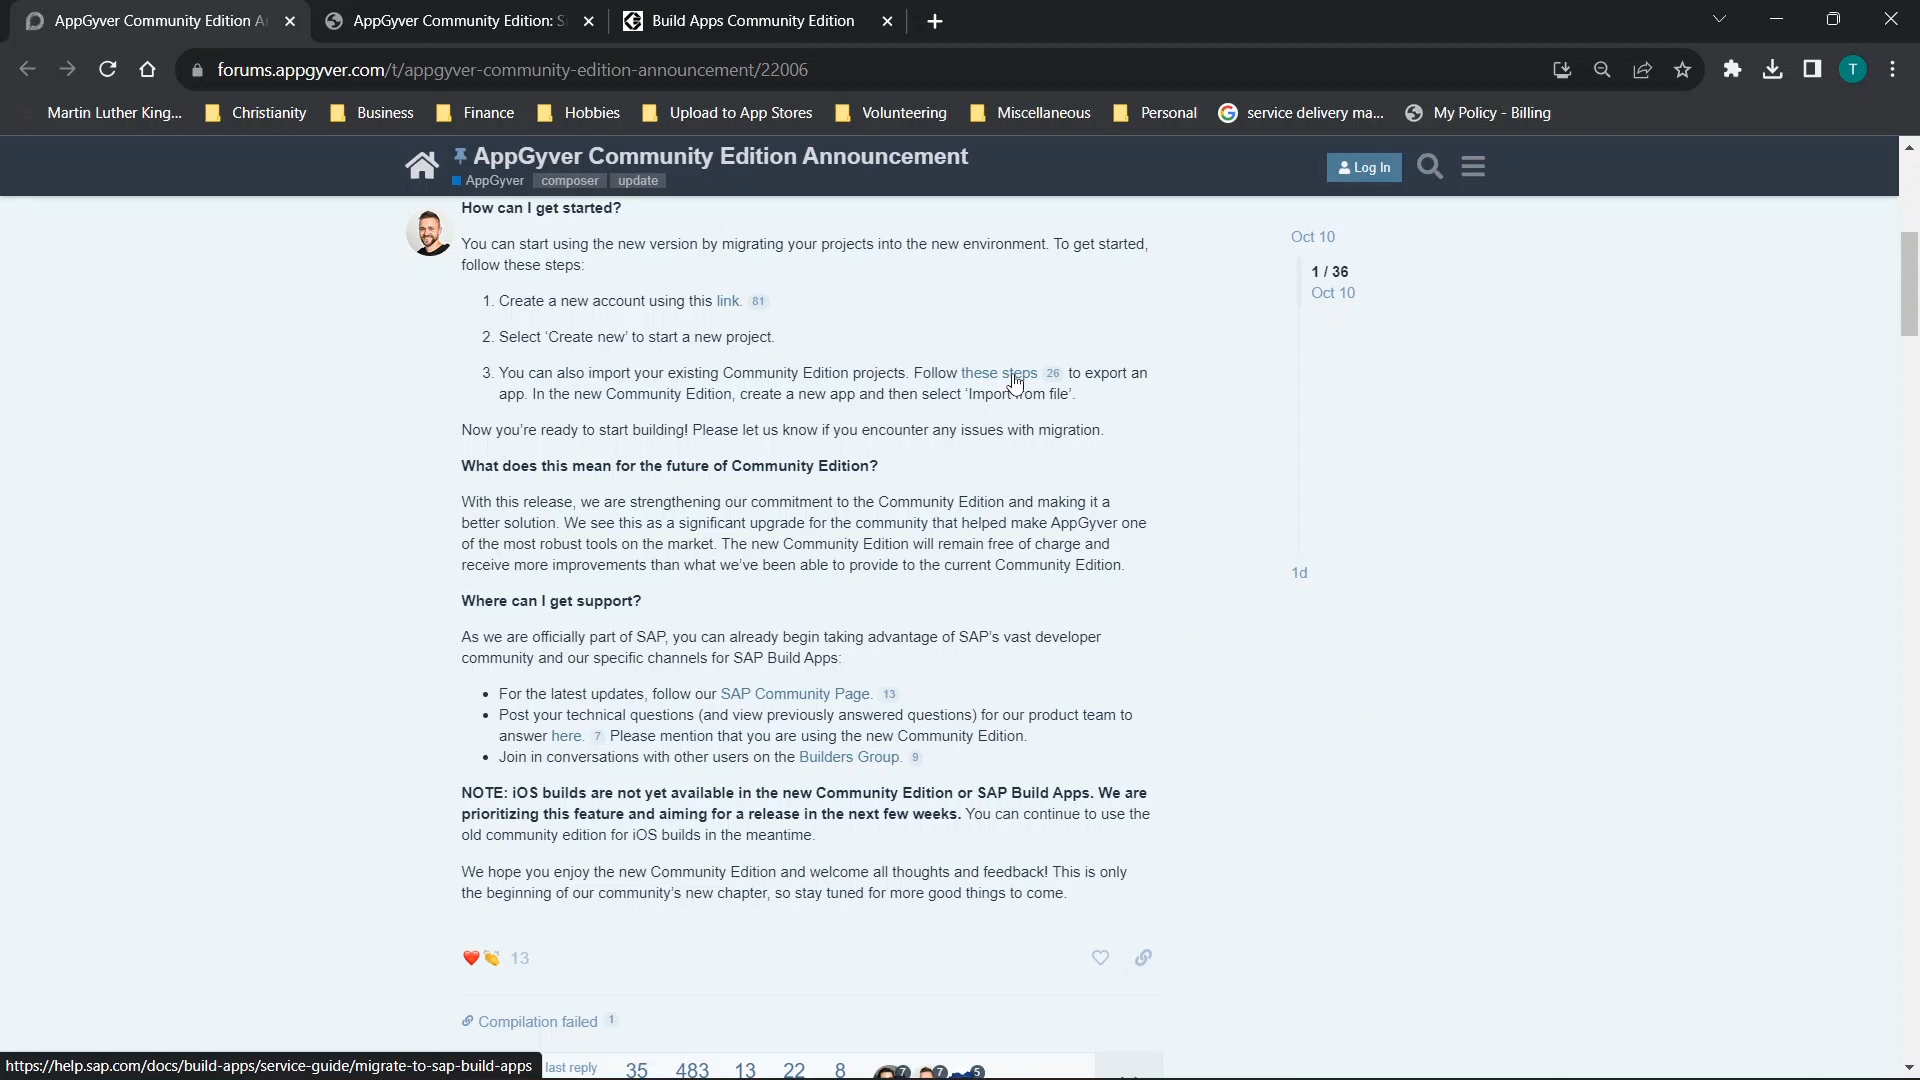 AppGyver Community Edition A
AppGyver Community Edition: S
Build Apps Community Edition
forums.appgyver.com/t/appgyver-community-edition-announcement/22006
T
Martin Luther King...
Christianity
Business
Finance
Hobbies
Upload to App Stores
Volunteering
Miscellaneous
Personal
service delivery ma...
My Policy - Billing
AppGyver Community Edition Announcement
AppGyver composer update
Log In
How can I get started?
You can start using the new version by migrating your projects into the new environment. To get started,
follow these steps:
1. Create a new account using this link. 81
2. Select ‘Create new’ to start a new project.
3. You can also import your existing Community Edition projects. Follow these steps 26 to export an
app. In the new Community Edition, create a new app and then select ‘Import from file’.
Now you're ready to start building! Please let us know if you encounter any issues with migration.
What does this mean for the future of Community Edition?
With this release, we are strengthening our commitment to the Community Edition and making it a
better solution. We see this as a significant upgrade for the community that helped make AppGyver one
of the most robust tools on the market. The new Community Edition will remain free of charge and
receive more improvements than what we've been able to provide to the current Community Edition.
Where can I get support?
As we are officially part of SAP, you can already begin taking advantage of SAP's vast developer
community and our specific channels for SAP Build Apps:
• For the latest updates, follow our SAP Community Page. 13
• Post your technical questions (and view previously answered questions) for our product team to
answer here. 7 Please mention that you are using the new Community Edition.
• Join in conversations with other users on the Builders Group. 9
NOTE: iOS builds are not yet available in the new Community Edition or SAP Build Apps. We are
prioritizing this feature and aiming for a release in the next few weeks. You can continue to use the
old community edition for iOS builds in the meantime.
We hope you enjoy the new Community Edition and welcome all thoughts and feedback! This is only
the beginning of our community's new chapter, so stay tuned for more good things to come.
13
Compilation failed 1
Oct 10
1 / 36
Oct 10
1d
https://help.sap.com/docs/build-apps/service-guide/migrate-to-sap-build-apps
last reply 35 483 13 22 8 7 7 5